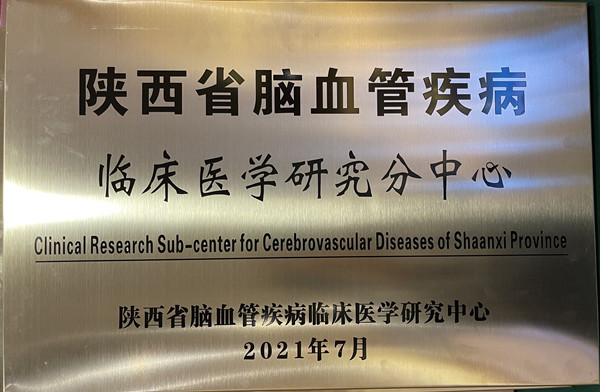 陕西省脑血管疾病
临床医学研究分中心
Clinical Research Sub-center for Cerebrovascular Diseases of Shaanxi Province
陕西省脑血管疾病临床医学研究中心
2021年7月